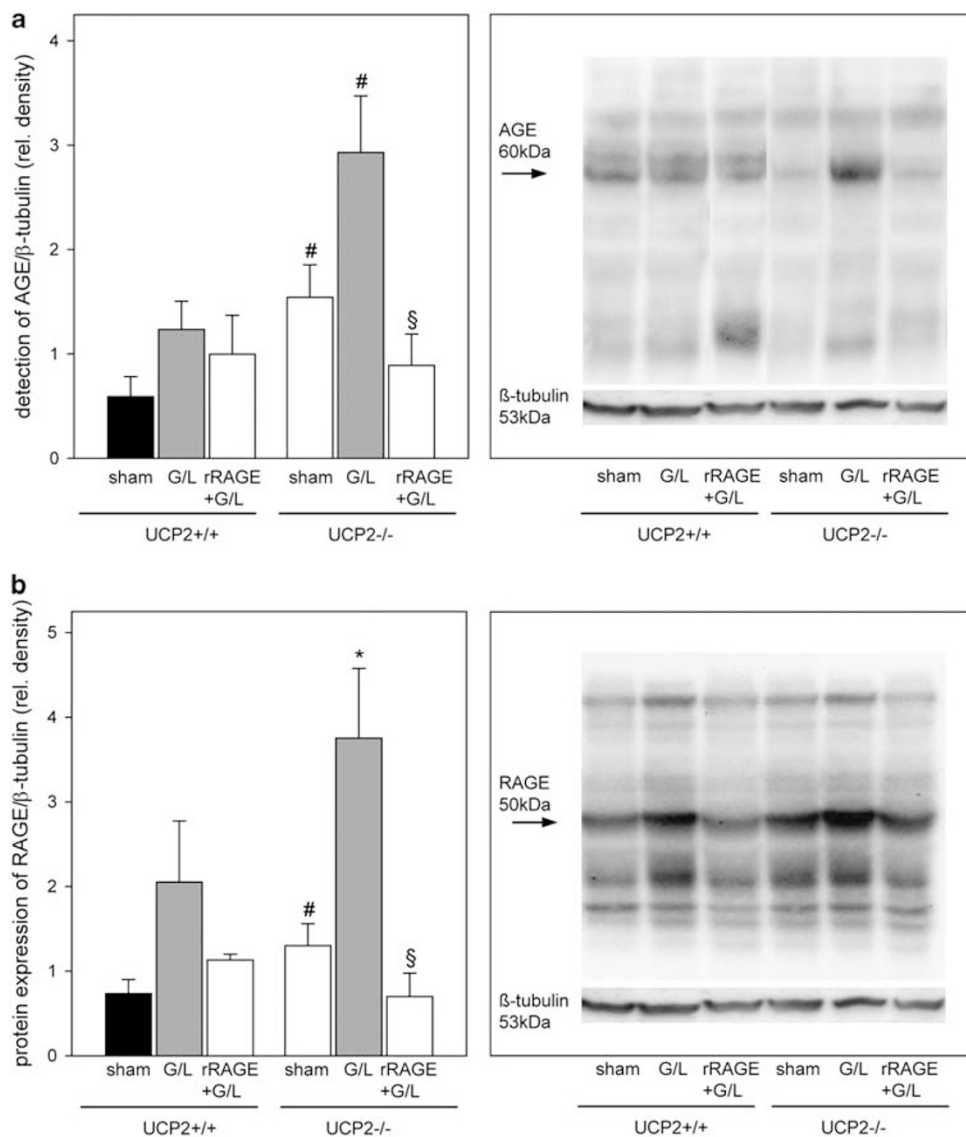 a
detection of AGE/β-tubulin (rel. density)
4
3
2
1
0
#
#
§
sham G/L rRAGE +G/L sham G/L rRAGE +G/L
UCP2+/+ UCP2-/-
AGE
60kDa
ß-tubulin
53kDa
sham G/L rRAGE +G/L sham G/L rRAGE +G/L
UCP2+/+ UCP2-/-
b
protein expression of RAGE/β-tubulin (rel. density)
5
4
3
2
1
0
#
*
§
sham G/L rRAGE +G/L sham G/L rRAGE +G/L
UCP2+/+ UCP2-/-
RAGE
50kDa
ß-tubulin
53kDa
sham G/L rRAGE +G/L sham G/L rRAGE +G/L
UCP2+/+ UCP2-/-